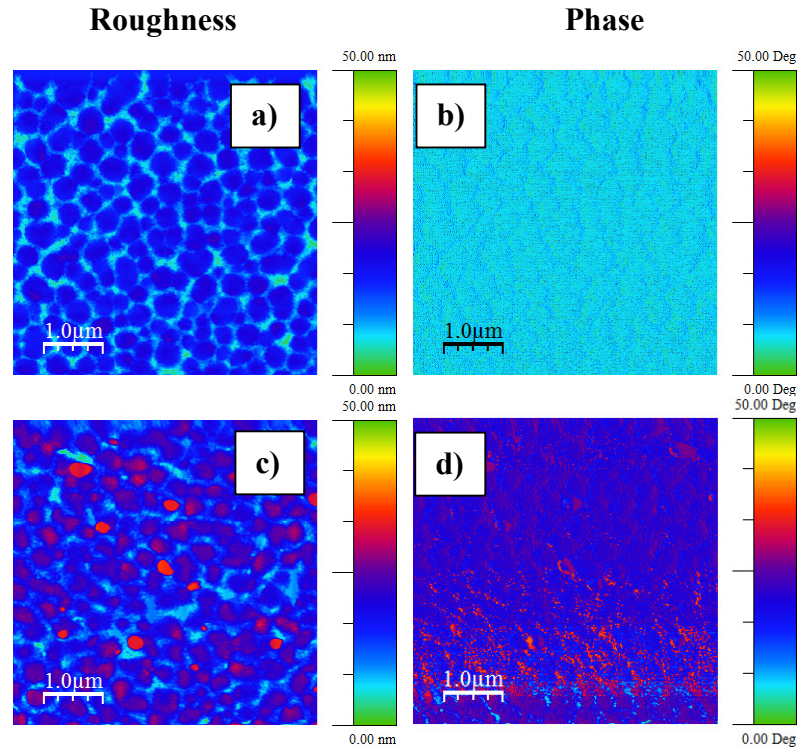 Roughness
Phase
50.00 nm
50.00 Deg
a)
b)
1.0µm
1.0µm
0.00 nm
0.00 Deg
50.00 nm
50.00 Deg
c)
d)
1.0µm
1.0µm
0.00 nm
0.00 Deg